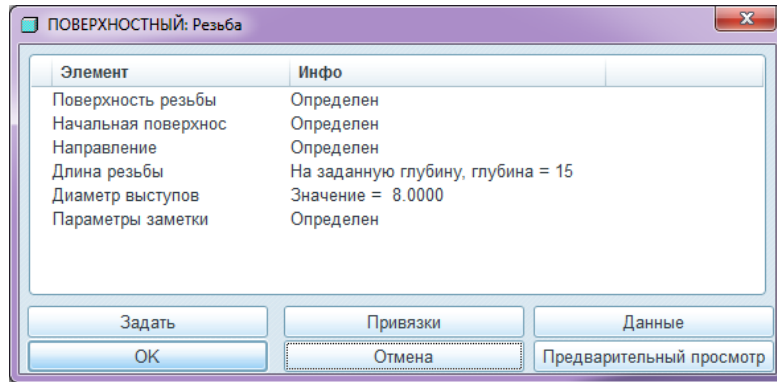 ПОВЕРХНОСТНЫЙ: Резьба
Элемент Инфо
Поверхность резьбы Определен
Начальная поверхнос Определен
Направление Определен
Длина резьбы На заданную глубину, глубина = 15
Диаметр выступов Значение = 8.0000
Параметры заметки Определен
Задать Привязки Данные
OK Отмена Предварительный просмотр